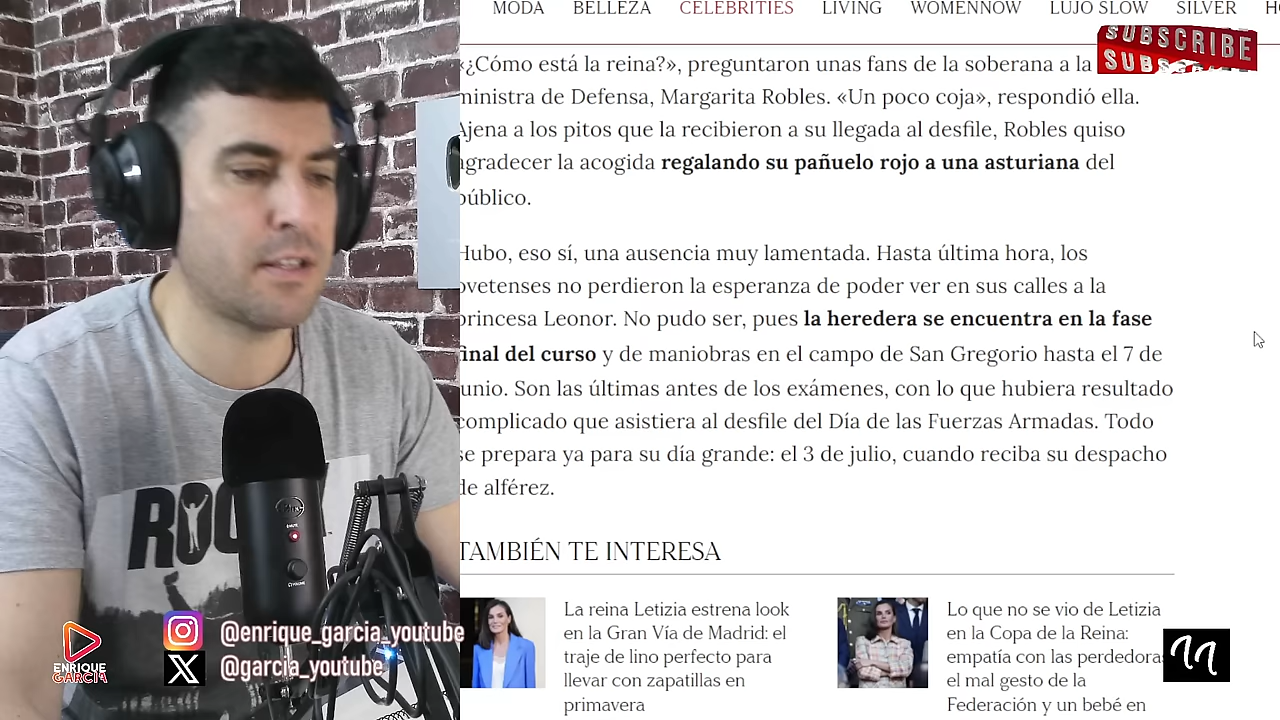 MODA BELLEZA CELEBRITIES LIVING WOMENNOW LUJO SLOW SILVER
SUBSCRIBE
«¿Cómo está la reina?», preguntaron unas fans de la soberana a la
ministra de Defensa, Margarita Robles. «Un poco coja», respondió ella.
Ajena a los pitos que la recibieron a su llegada al desfile, Robles quiso
agradecer la acogida regalando su pañuelo rojo a una asturiana del
público.
Hubo, eso sí, una ausencia muy lamentada. Hasta última hora, los
ovetenses no perdieron la esperanza de poder ver en sus calles a la
princesa Leonor. No pudo ser, pues la heredera se encuentra en la fase
final del curso y de maniobras en el campo de San Gregorio hasta el 7 de
junio. Son las últimas antes de los exámenes, con lo que hubiera resultado
complicado que asistiera al desfile del Día de las Fuerzas Armadas. Todo
se prepara ya para su día grande: el 3 de julio, cuando reciba su despacho
de alférez.
TAMBIÉN TE INTERESA
La reina Letizia estrena look
en la Gran Vía de Madrid: el
traje de lino perfecto para
llevar con zapatillas en
primavera
Lo que no se vio de Letizia
en la Copa de la Reina:
empatía con las perdedoras
el mal gesto de la
Federación y un bebé en
@enrique_garcia_youtube
@garcia_youtube
ENRIQUE
GARCIA